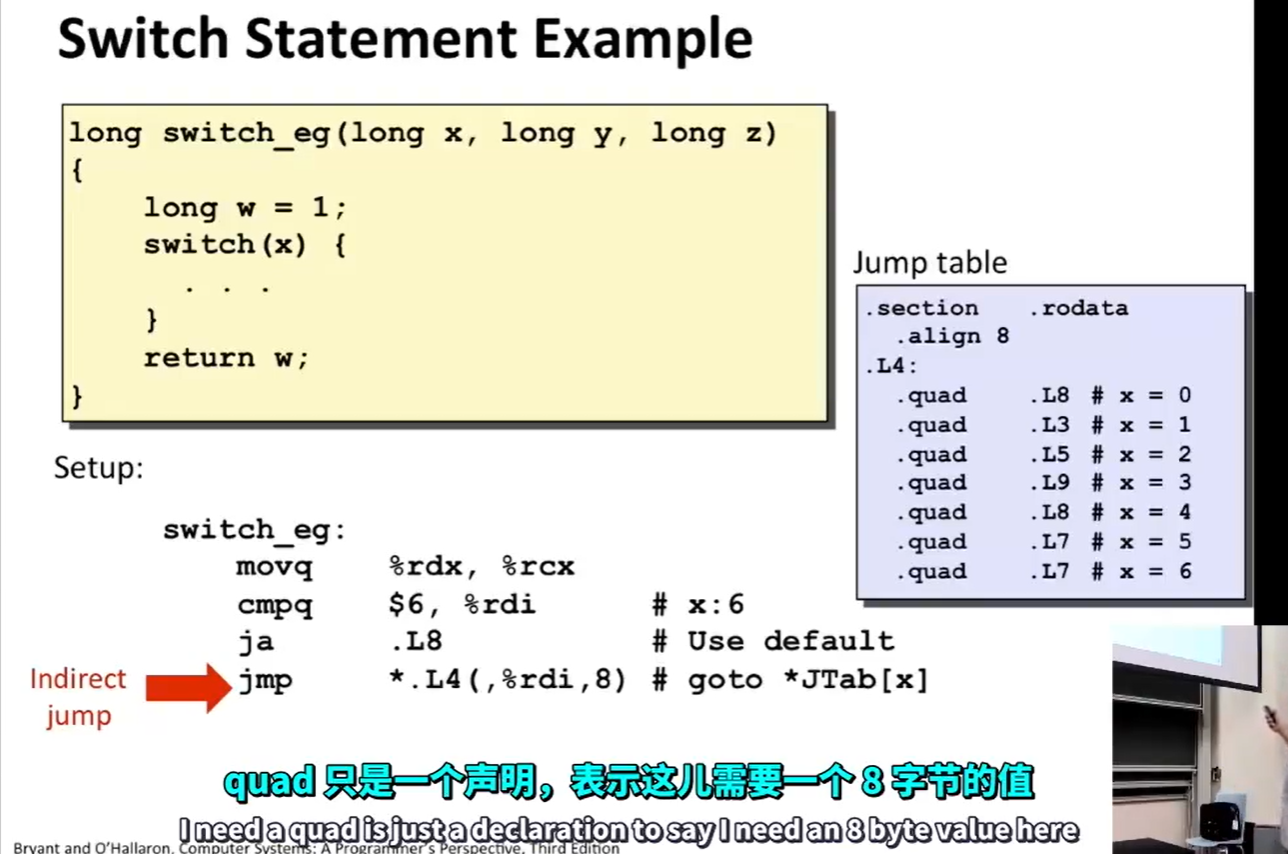 Switch Statement Example
long switch_eg(long x, long y, long z)
{
    long w = 1;
    switch(x) {
      . . .
    }
    return w;
}
Jump table
.section .rodata
  .align 8
.L4:
  .quad .L8 # x = 0
  .quad .L3 # x = 1
  .quad .L5 # x = 2
  .quad .L9 # x = 3
  .quad .L8 # x = 4
  .quad .L7 # x = 5
  .quad .L7 # x = 6
Setup:
switch_eg:
    movq %rdx, %rcx
    cmpq $6, %rdi # x:6
    ja .L8 # Use default
    jmp *.L4(,%rdi,8) # goto *JTab[x]
Indirect
jump
quad 只是一个声明，表示这儿需要一个 8 字节的值
I need a quad is just a declaration to say I need an 8 byte value here
Bryant and O'Hallaron, Computer Systems: A Programmer's Perspective, Third Edition